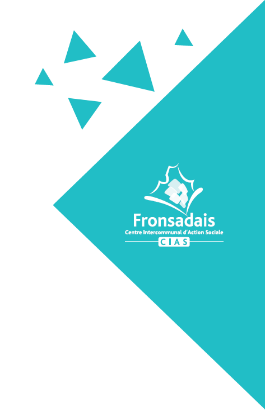 Fronsadais
Centre Intercommunal d'Action Sociale
CIAS